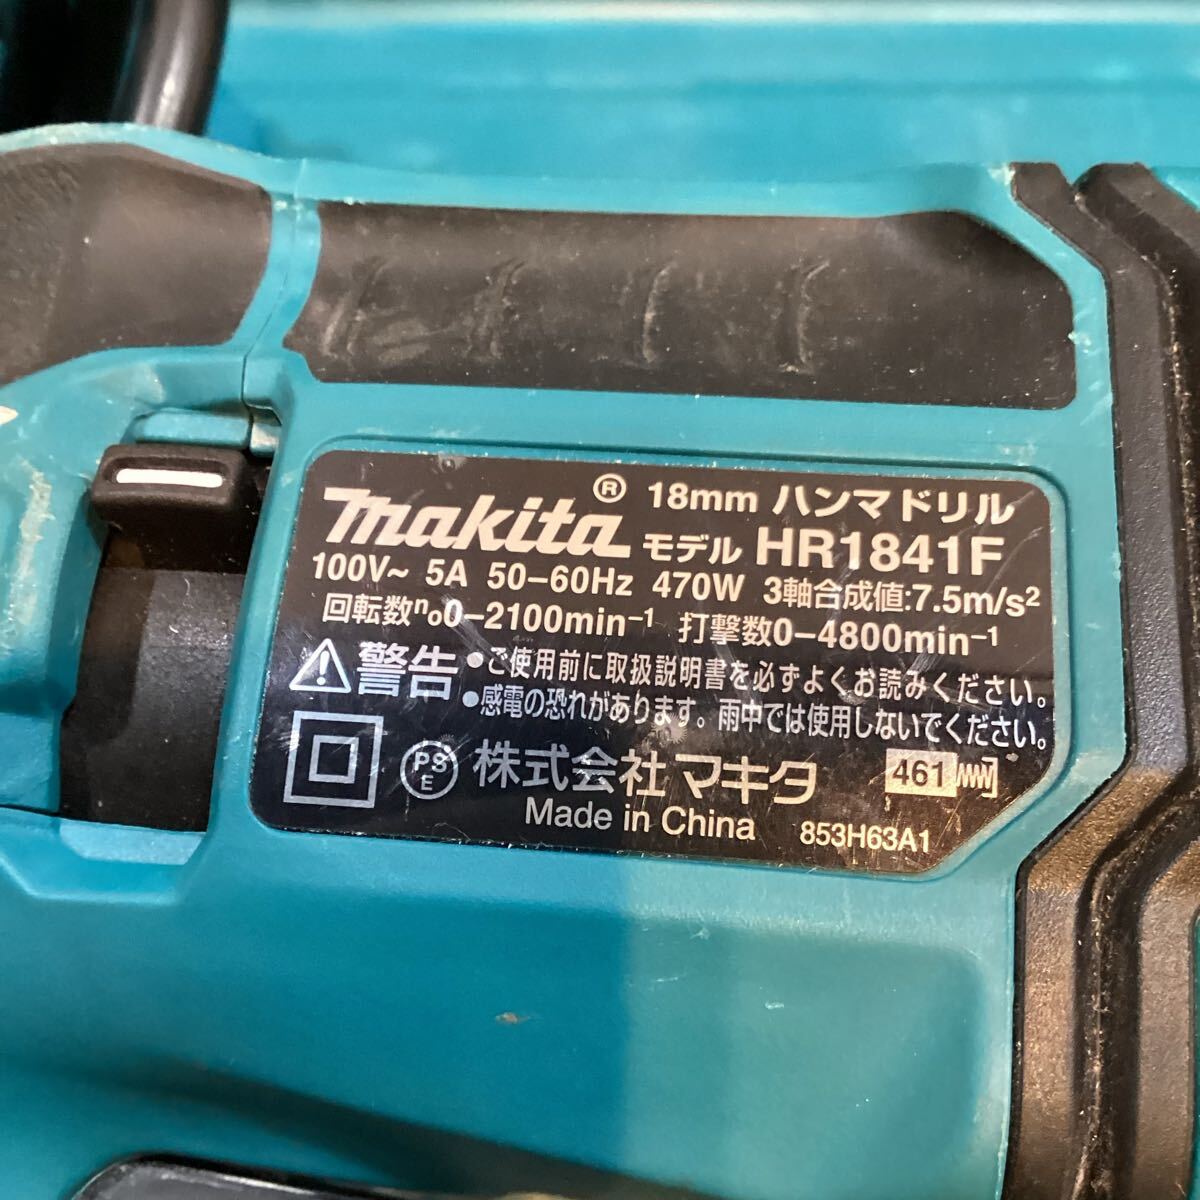 makita® 18mm ハンマドリル
モデル HR1841F
100V~ 5A 50-60Hz 470W 3軸合成値:7.5m/s²
回転数n₀0-2100min⁻¹ 打撃数0-4800min⁻¹
警告 •ご使用前に取扱説明書を必ずよくお読みください。
•感電の恐れがあります。雨中では使用しないでください。
PSE 株式会社マキタ 461
Made in China 853H63A1